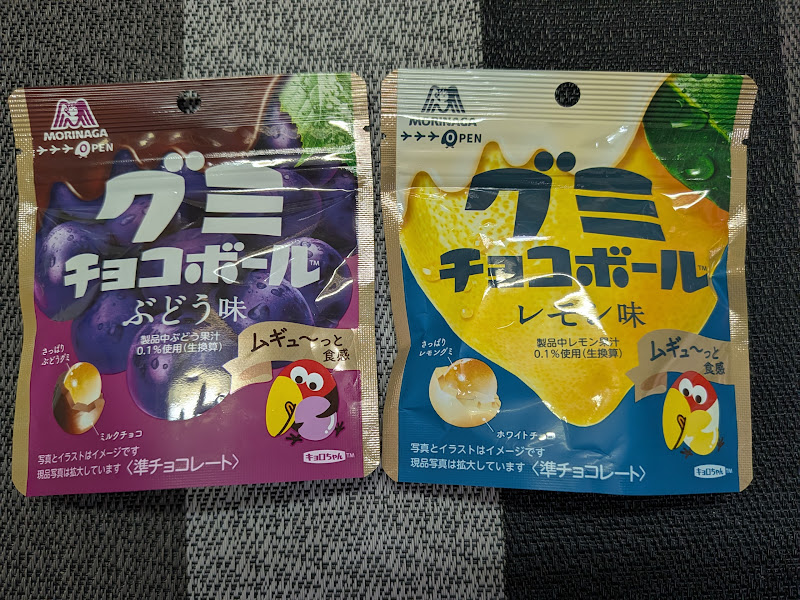 MORINAGA
OPEN
グミ
チョコボール™
ぶどう味
製品中ぶどう果汁
0.1%使用(生換算)
ムギュ〜っと
食感
さっぱり
ぶどうグミ
ミルクチョコ
写真とイラストはイメージです
現品写真は拡大しています 〈準チョコレート〉
キョロちゃん™
MORINAGA
OPEN
グミ
チョコボール™
レモン味
製品中レモン果汁
0.1%使用(生換算)
ムギュ〜っと
食感
さっぱり
レモングミ
ホワイトチョコ
写真とイラストはイメージです
現品写真は拡大しています 〈準チョコレート〉
キョロちゃん™